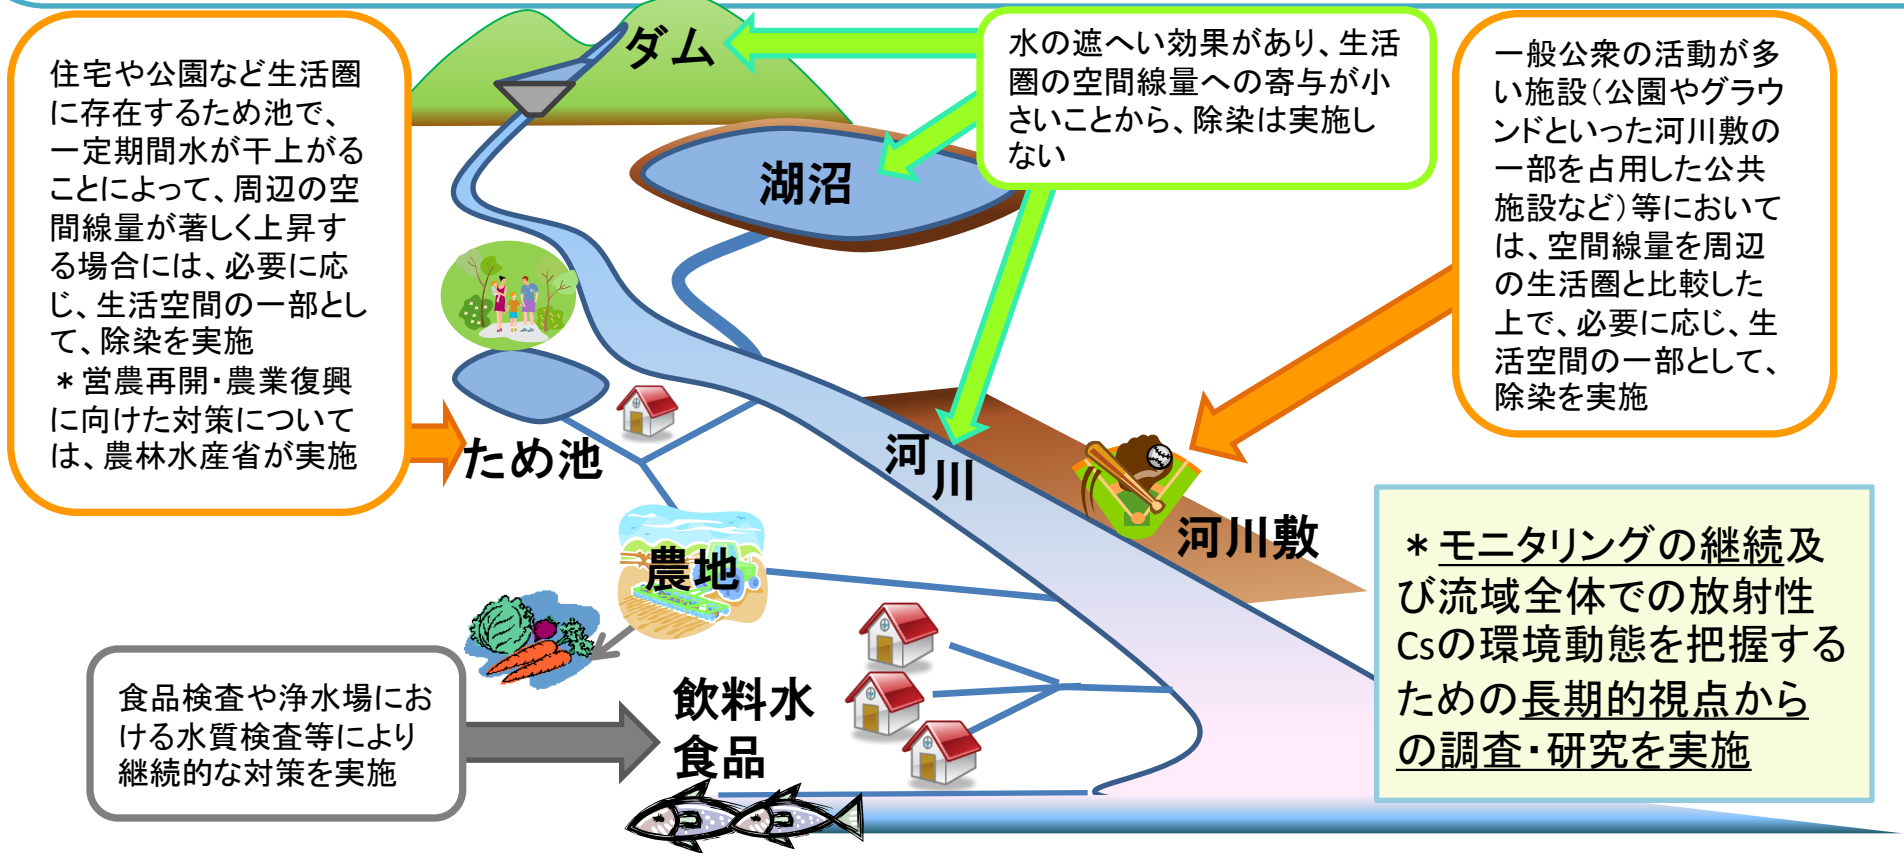 住宅や公園など生活圏
に存在するため池で、
一定期間水が干上がる
ことによって、周辺の空
間線量が著しく上昇す
る場合には、必要に応
じ、生活空間の一部とし
て、除染を実施
＊営農再開・農業復興
に向けた対策について
は、農林水産省が実施
ダム
水の遮へい効果があり、生活
圏の空間線量への寄与が小
さいことから、除染は実施し
ない
一般公衆の活動が多
い施設（公園やグラウ
ンドといった河川敷の
一部を占用した公共
施設など）等において
は、空間線量を周辺
の生活圏と比較した
上で、必要に応じ、生
活空間の一部として、
除染を実施
湖沼
ため池
河川
河川敷
農地
＊モニタリングの継続及
び流域全体での放射性
Csの環境動態を把握する
ための長期的視点から
の調査・研究を実施
食品検査や浄水場にお
ける水質検査等により
継続的な対策を実施
飲料水
食品